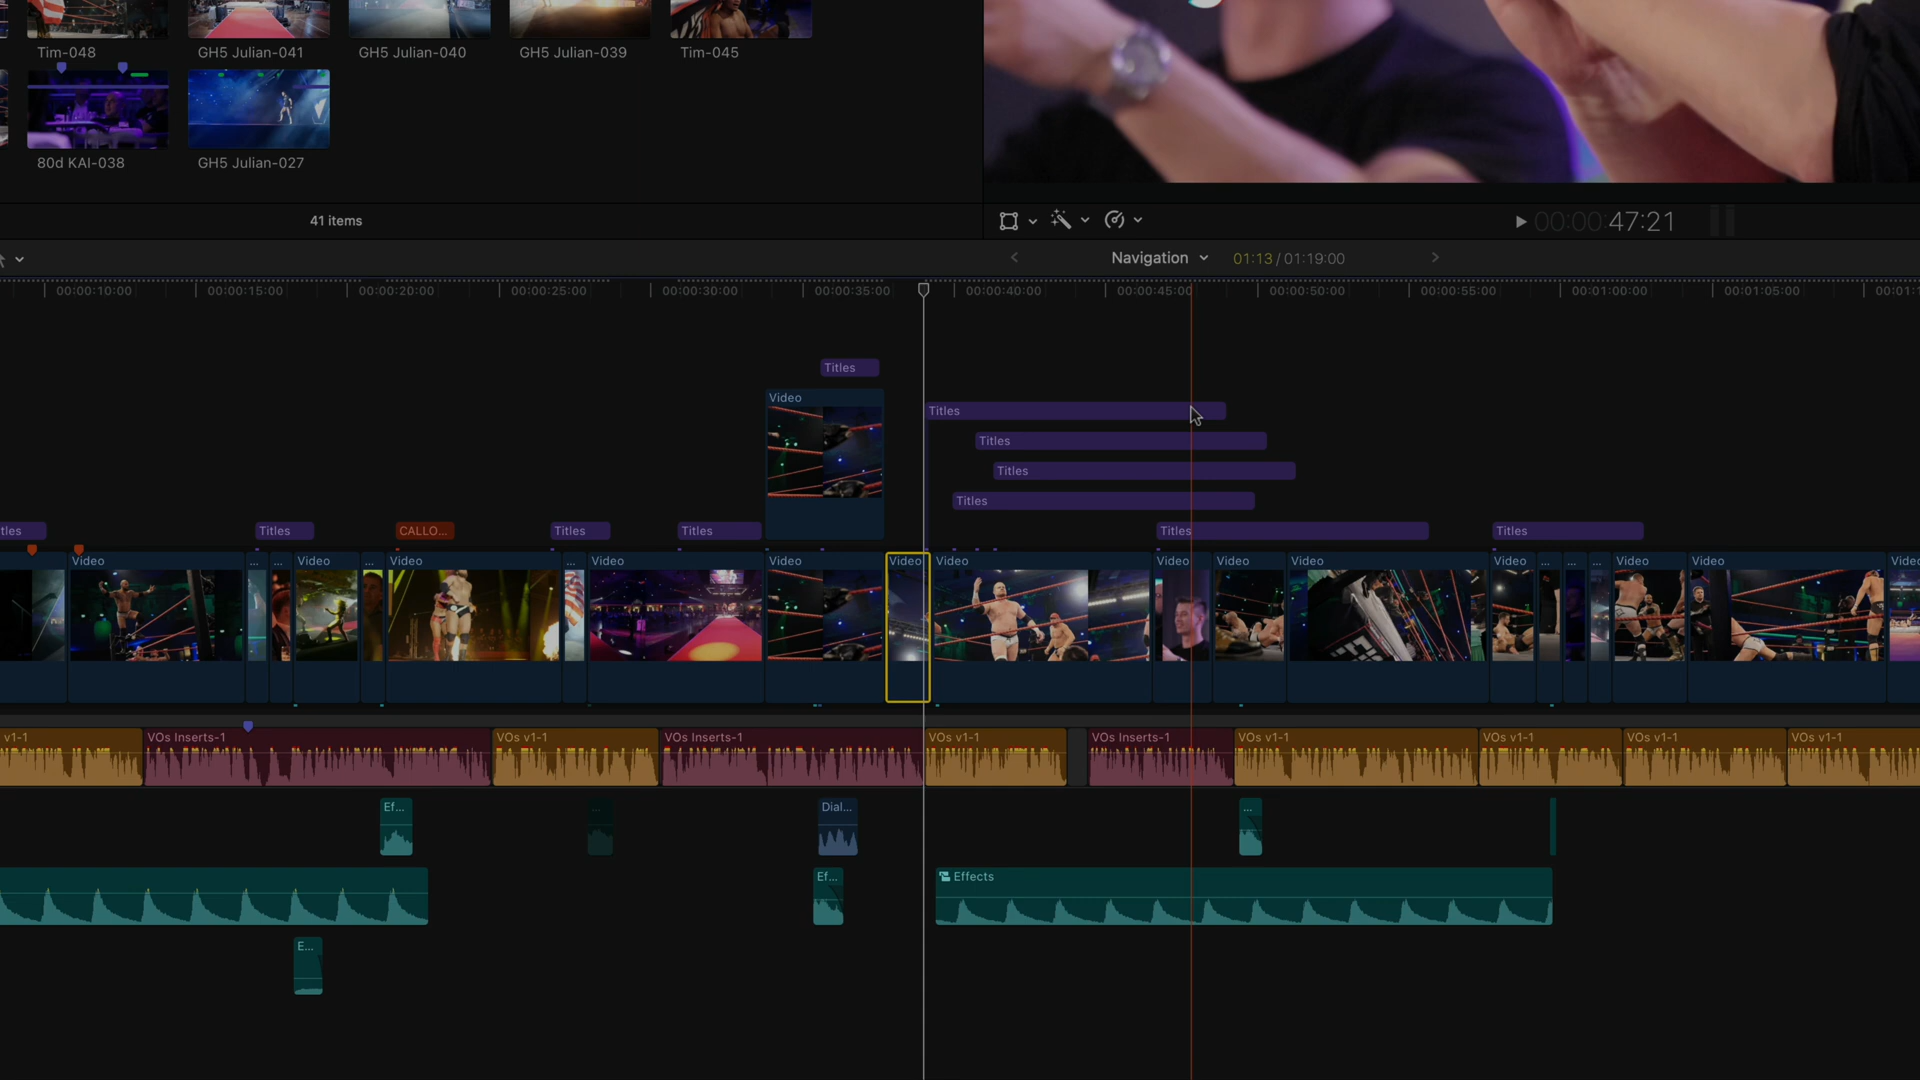 Tim-048
GH5 Julian-041
GH5 Julian-040
GH5 Julian-039
Tim-045
80d KAI-038
GH5 Julian-027
41 items
00:00:47:21
Navigation
01:13 / 01:19:00
00:00:10:00
00:00:15:00
00:00:20:00
00:00:25:00
00:00:30:00
00:00:35:00
00:00:40:00
00:00:45:00
00:00:50:00
00:00:55:00
00:01:00:00
00:01:05:00
00:01:1
Titles
Video
Titles
Titles
Titles
Titles
tles
Titles
CALLO...
Titles
Titles
Titles
Titles
Video
...
...
Video
...
Video
...
Video
Video
Video
Video
Video
Video
Video
Video
...
...
...
Video
Video
Video
v1-1
VOs Inserts-1
VOs v1-1
VOs Inserts-1
VOs v1-1
VOs Inserts-1
VOs v1-1
VOs v1-1
VOs v1-1
VOs v1-1
Ef...
...
Dial...
...
Ef...
Effects
E...